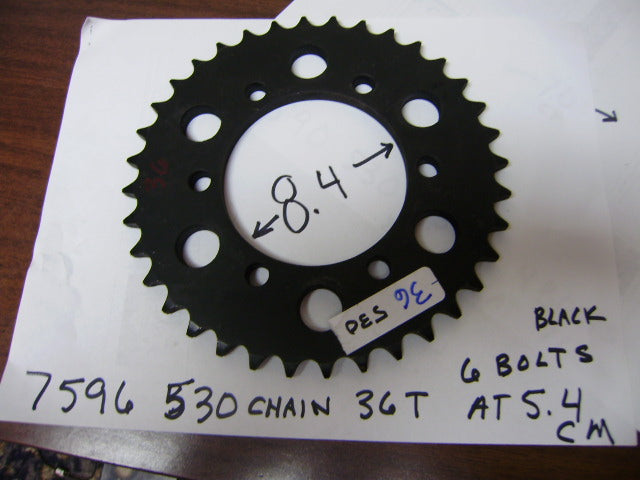 8.4
DES 36
BLACK
6 BOLTS
7596 530 CHAIN 36T AT 5.4
CM